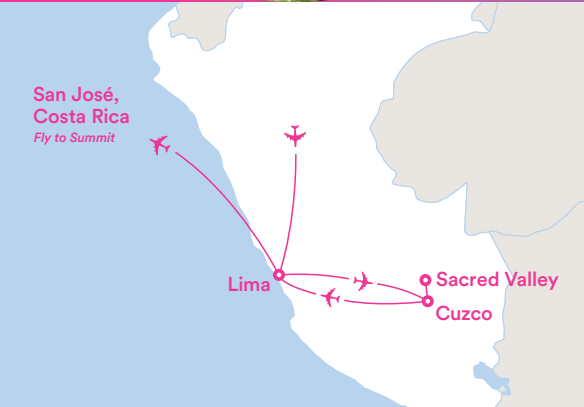 San José,
Costa Rica
Fly to Summit
Lima
Sacred Valley
Cuzco